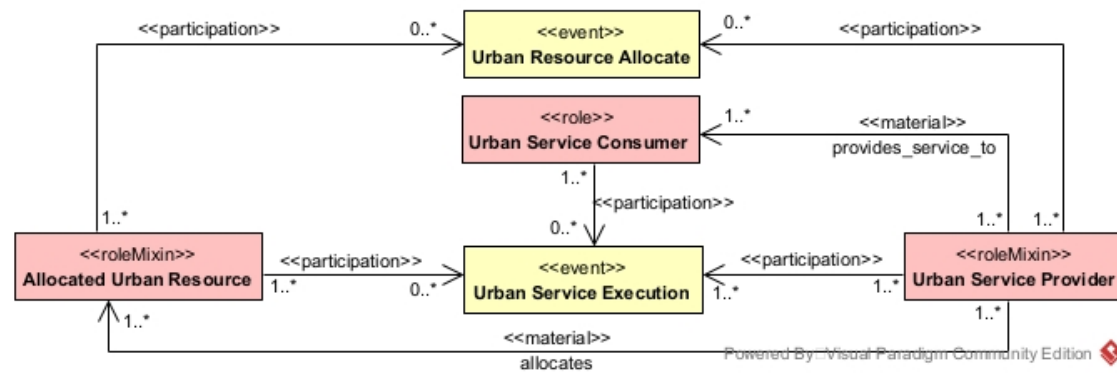 <<participation>>
0..*
<<event>>
Urban Resource Allocate
0..*
<<participation>>
<<role>>
Urban Service Consumer
1..*
<<material>>
provides_service_to
1..*
<<participation>>
0..*
1..*
<<roleMixin>>
Allocated Urban Resource
<<participation>>
1..*
0..*
<<event>>
Urban Service Execution
<<participation>>
1..*
1..*
1..*
1..*
<<roleMixin>>
Urban Service Provider
1..*
1..*
<<material>>
allocates
Powered By Visual Paradigm Community Edition